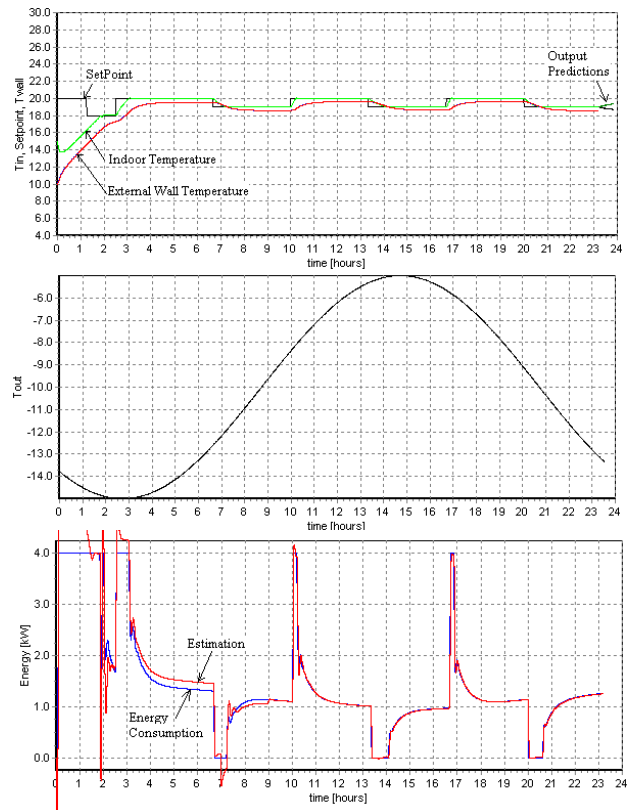 30.0
28.0
26.0
24.0
22.0
20.0
18.0
16.0
14.0
12.0
10.0
8.0
6.0
4.0
Tin, Setpoint, Twall
SetPoint
Output
Predictions
Indoor Temperature
External Wall Temperature
0 1 2 3 4 5 6 7 8 9 10 11 12 13 14 15 16 17 18 19 20 21 22 23 24
time [hours]
-6.0
-7.0
-8.0
-9.0
-10.0
-11.0
-12.0
-13.0
-14.0
Tout
0 1 2 3 4 5 6 7 8 9 10 11 12 13 14 15 16 17 18 19 20 21 22 23 24
time [hours]
4.0
3.0
2.0
1.0
0.0
Energy [kW]
Estimation
Energy
Consumption
0 1 2 3 4 5 6 7 8 9 10 11 12 13 14 15 16 17 18 19 20 21 22 23 24
time [hours]